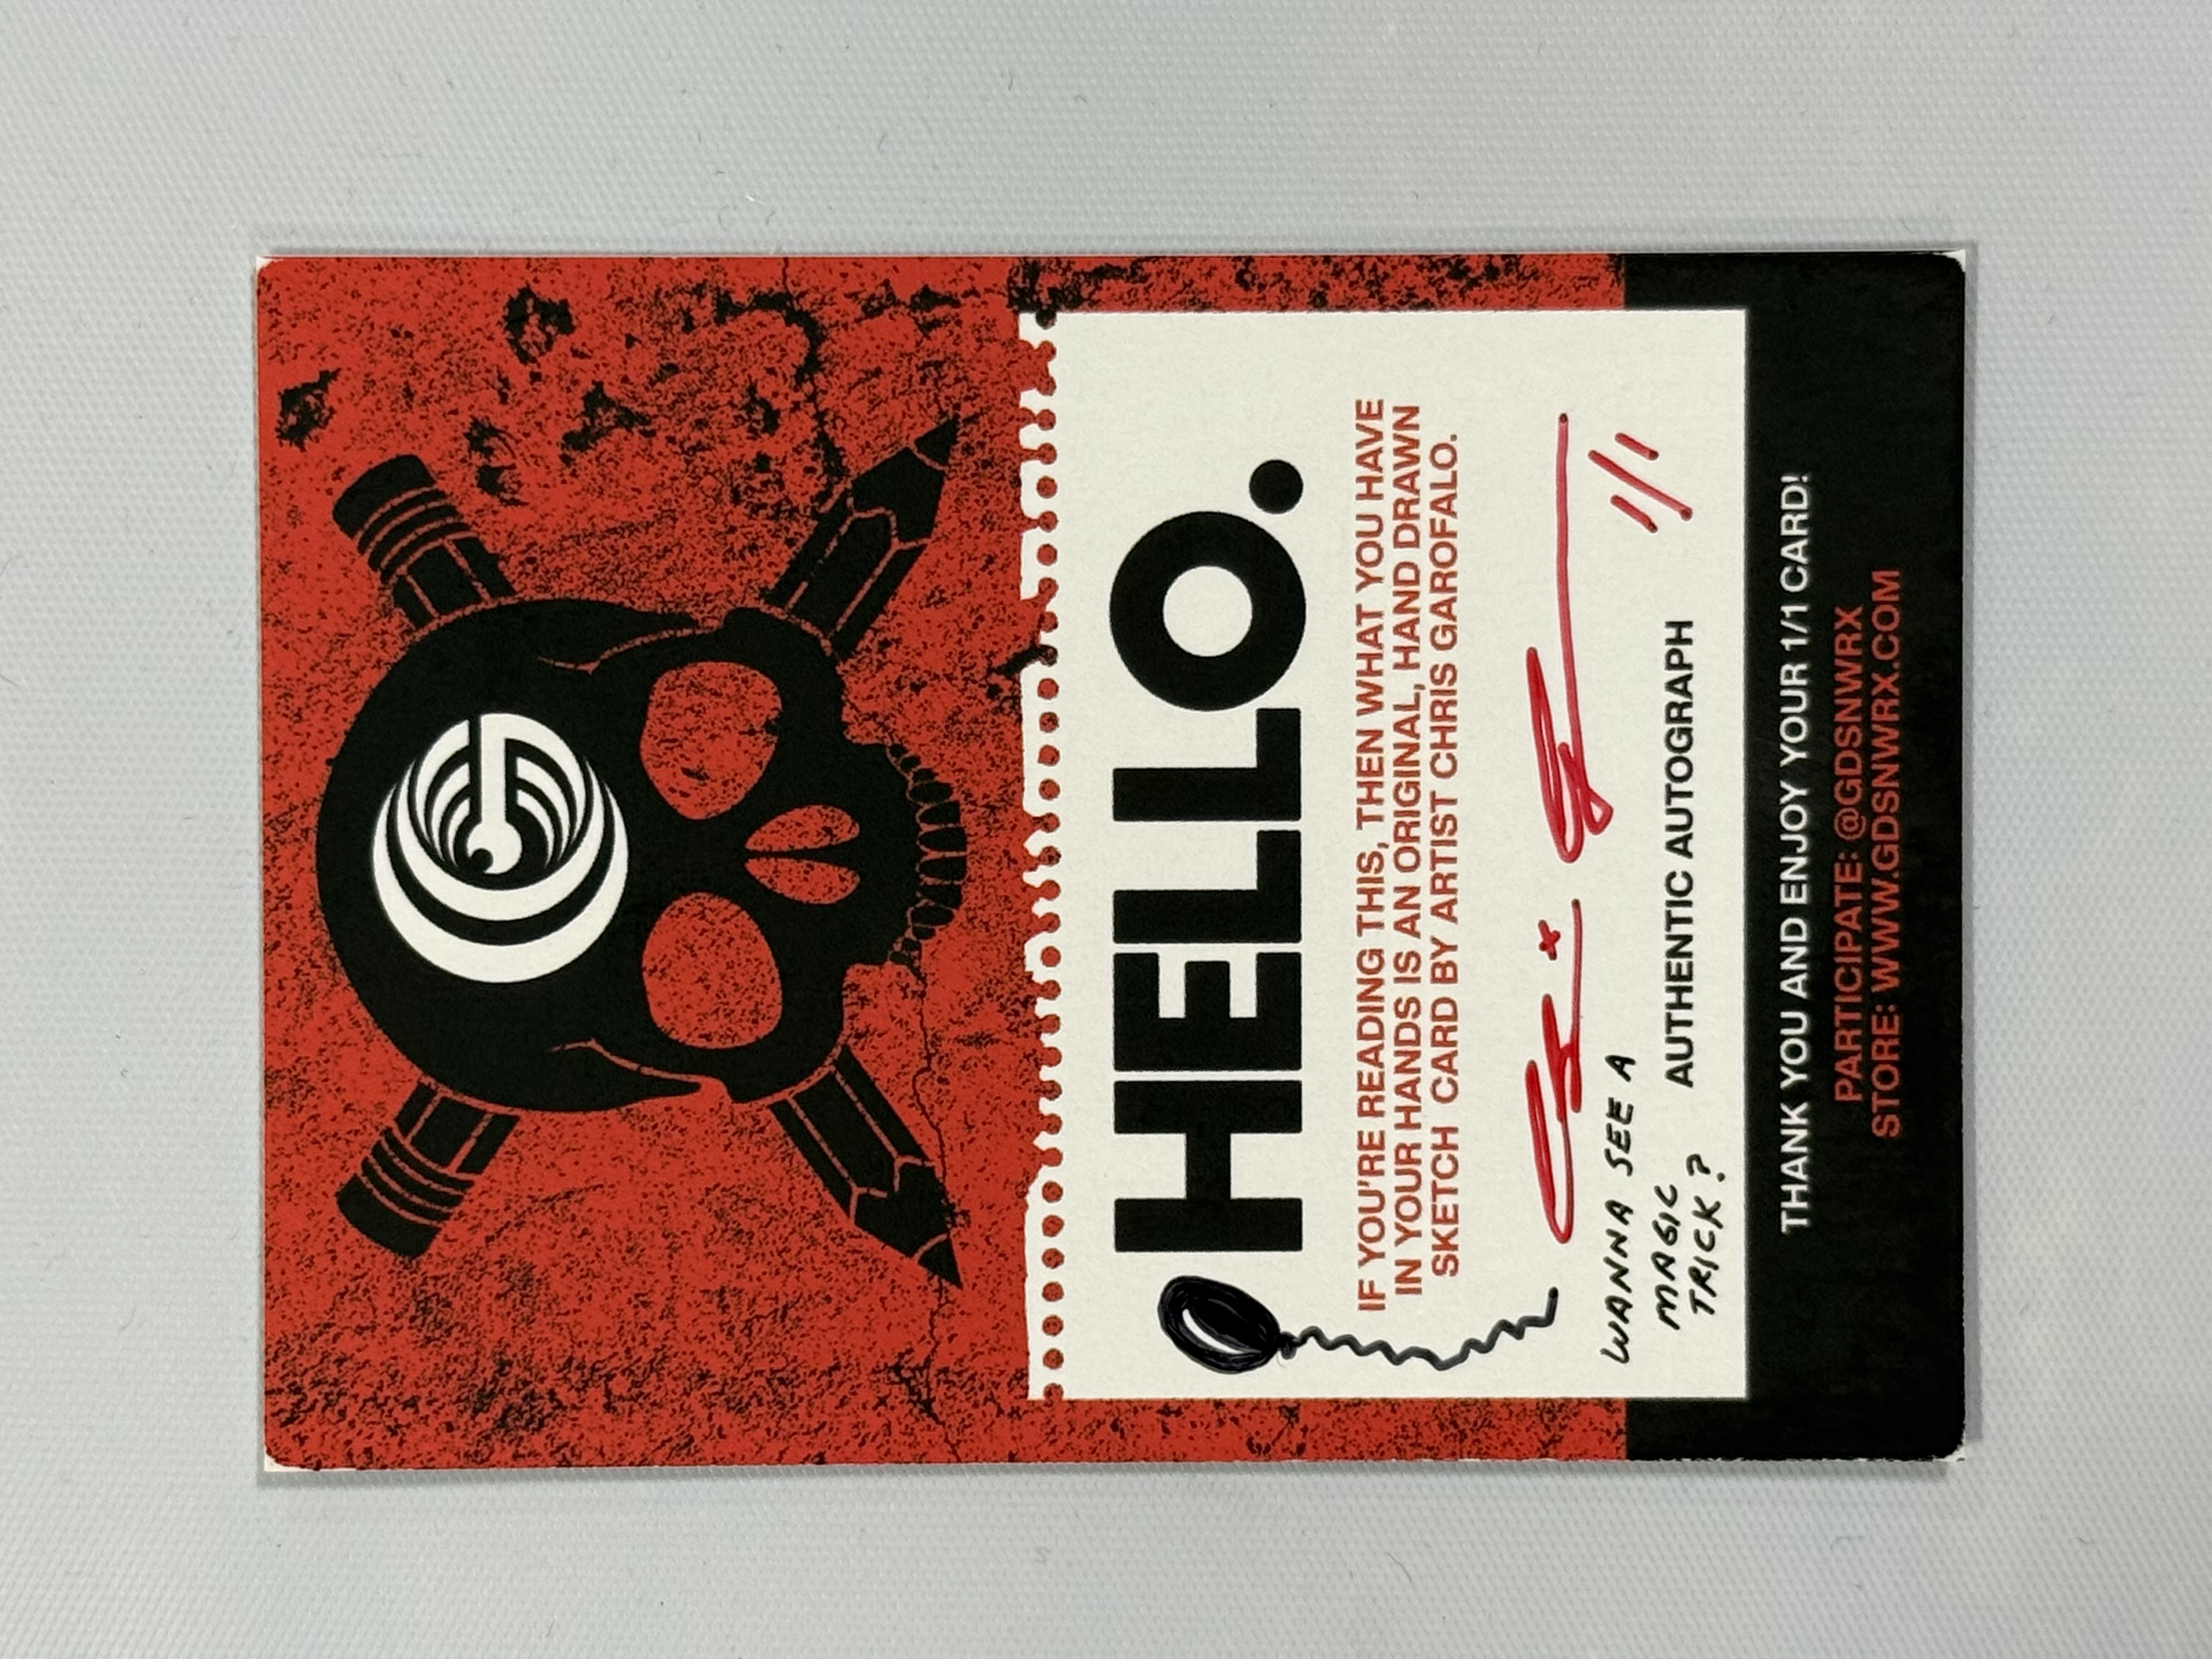 HELLO.
IF YOU'RE READING THIS, THEN WHAT YOU HAVE
IN YOUR HANDS IS AN ORIGINAL, HAND DRAWN
SKETCH CARD BY ARTIST CHRIS GAROFALO.
1/1
WANNA SEE A
MAGIC
TRICK?
AUTHENTIC AUTOGRAPH
THANK YOU AND ENJOY YOUR 1/1 CARD!
PARTICIPATE: @GDSNWRX
STORE: WWW.GDSNWRX.COM